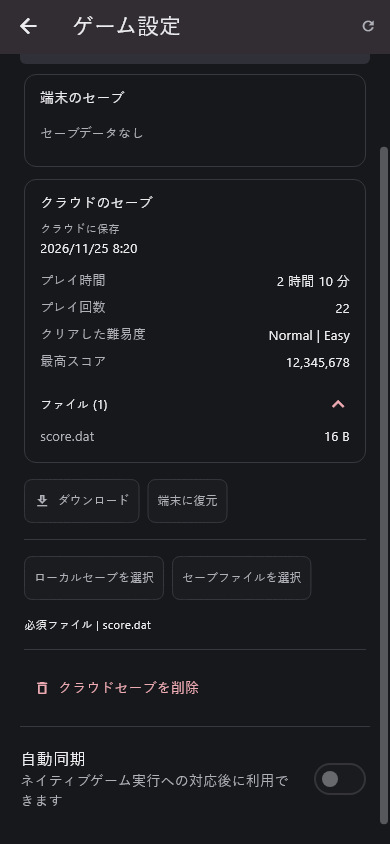 ゲーム設定
端末のセーブ
セーブデータなし
クラウドのセーブ
クラウドに保存
2026/11/25 8:20
プレイ時間 2 時間 10 分
プレイ回数 22
クリアした難易度 Normal | Easy
最高スコア 12,345,678
ファイル (1)
score.dat 16 B
ダウンロード 端末に復元
ローカルセーブを選択 セーブファイルを選択
必須ファイル | score.dat
クラウドセーブを削除
自動同期
ネイティブゲーム実行への対応後に利用で
きます